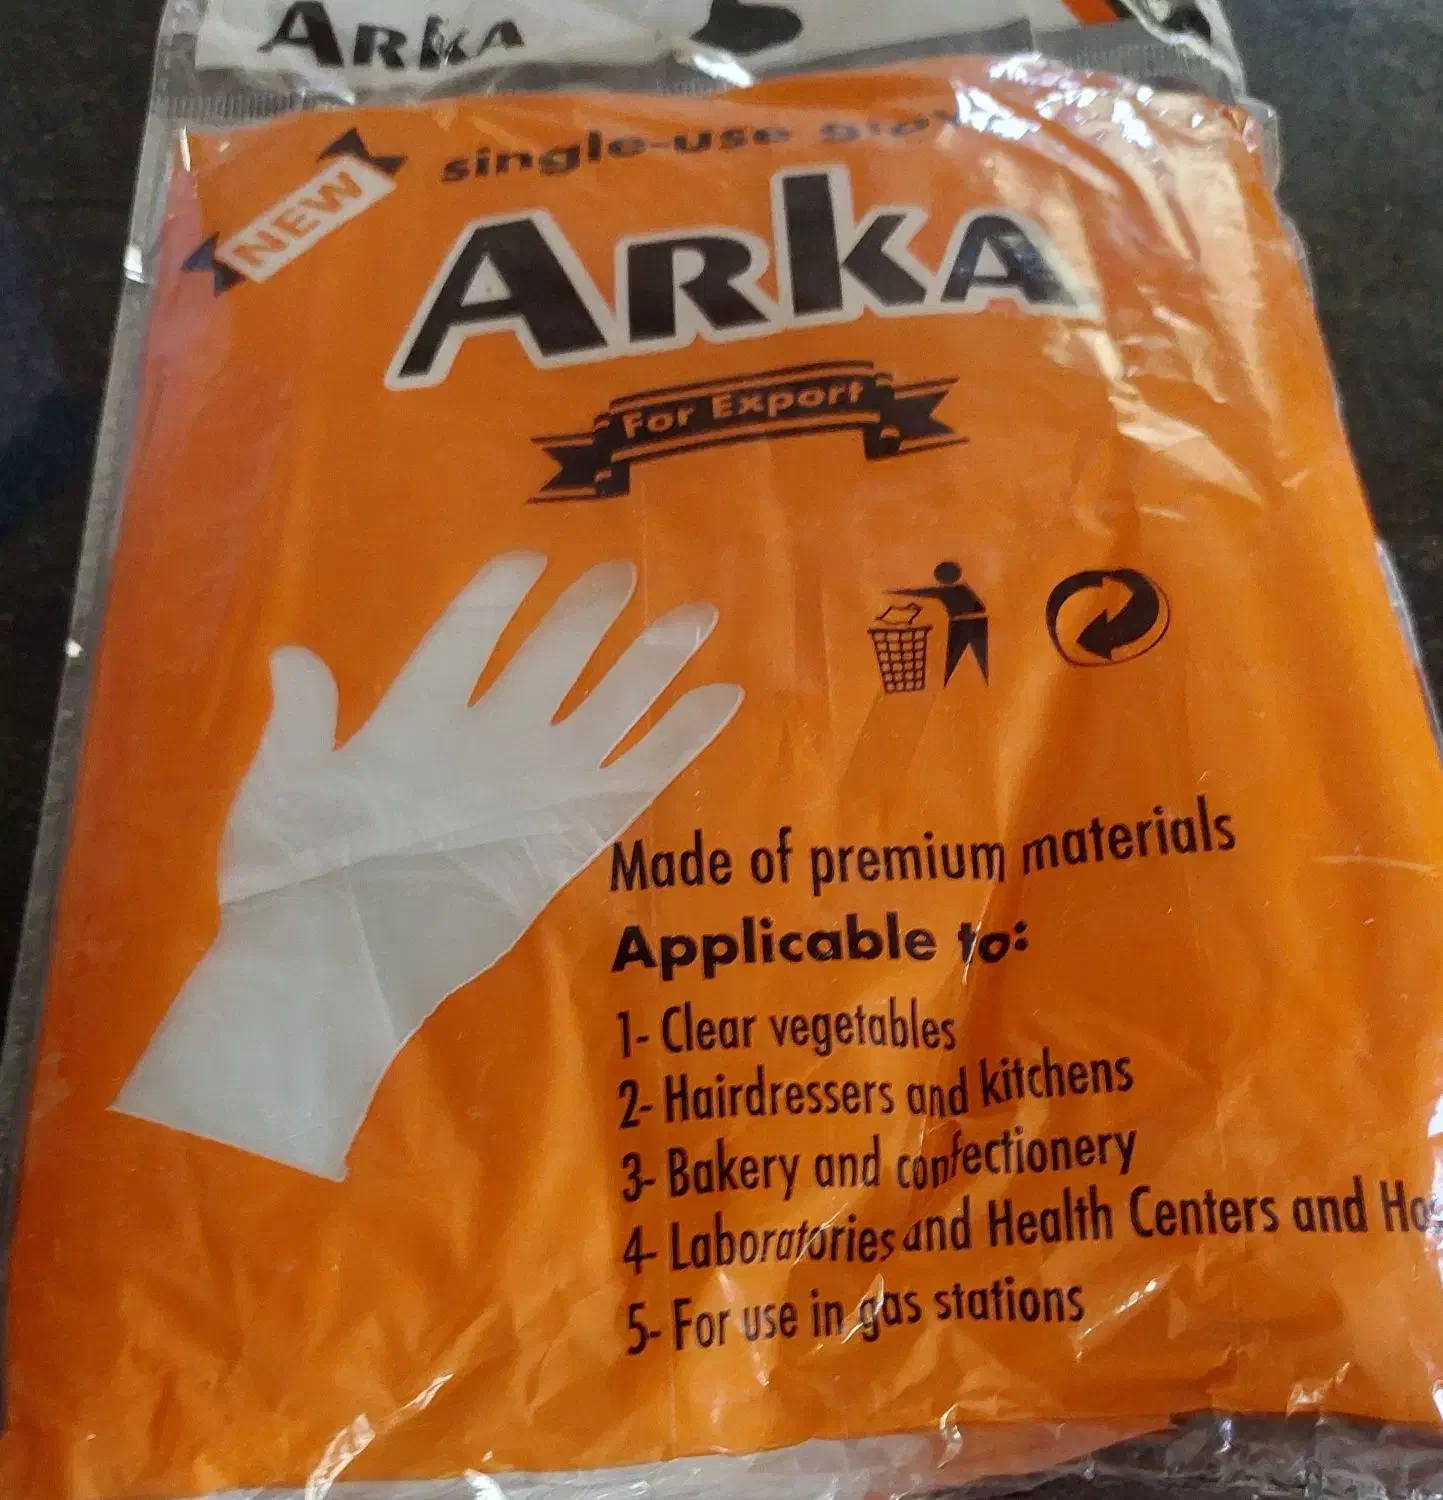 ARKA
single-use
NEW
ARKA
For Export
Made of premium materials
Applicable to:
1- Clear vegetables
2- Hairdressers and kitchens
3- Bakery and confectionery
4- Laboratories and Health Centers and
5- For use in gas stations